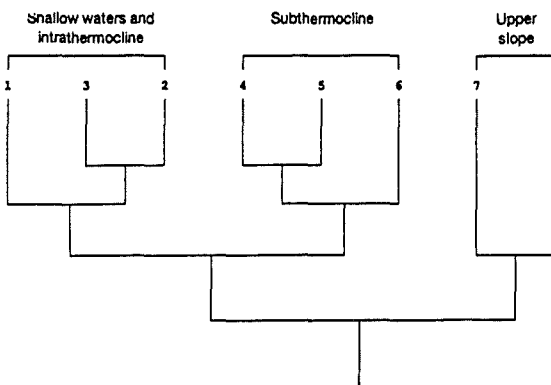 Shallow waters and
intrathermocline
Subthermocline
Upper
slope
1 3 2 4 5 6 7